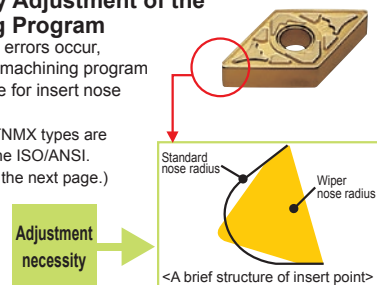 y Adjustment of the
g Program
errors occur,
machining program
e for insert nose
NMX types are
ne ISO/ANSI.
the next page.)
Standard
nose radius
Wiper
nose radius
Adjustment
necessity
<A brief structure of insert point>